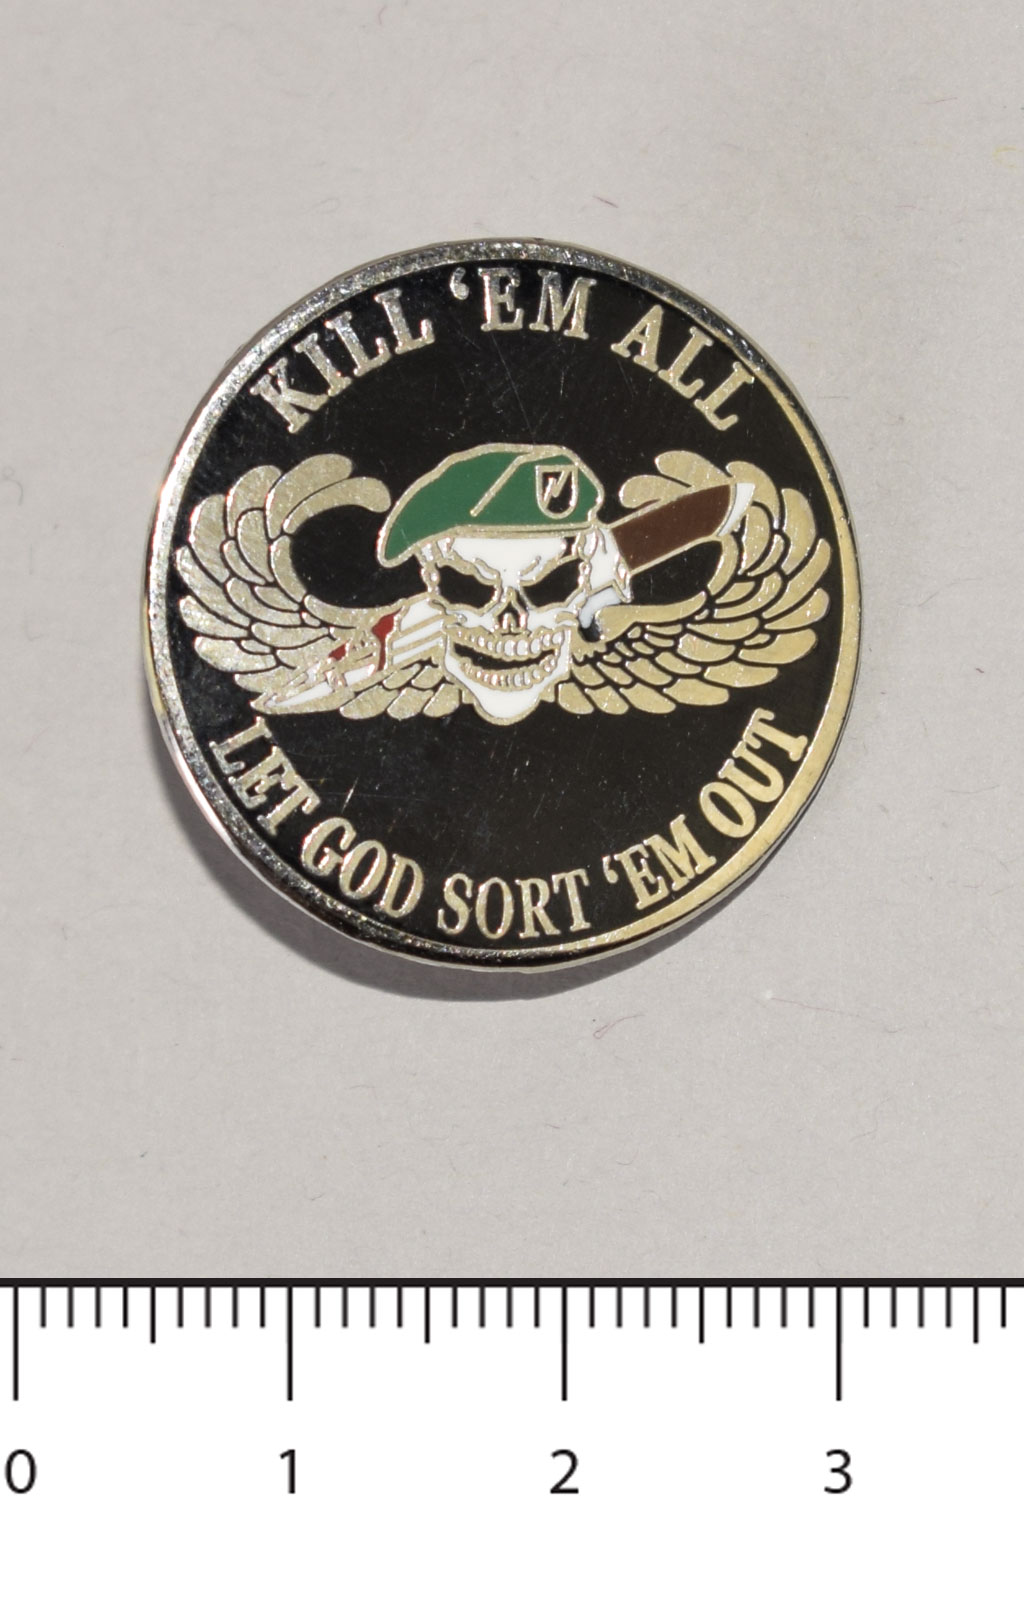 KILL ‘EM ALL
LET GOD SORT ‘EM OUT
0 1 2 3